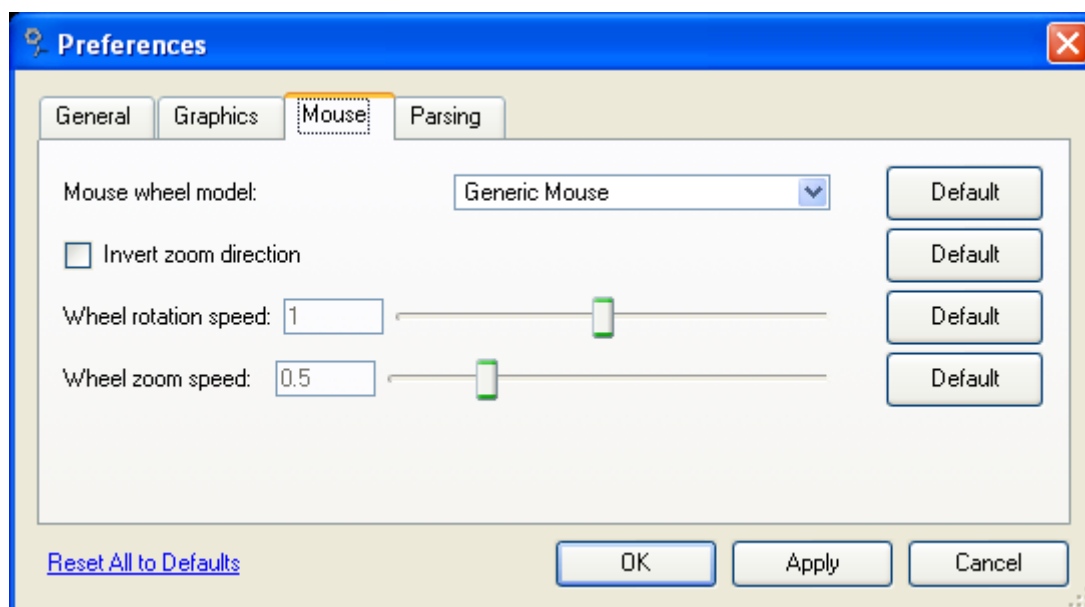 Preferences
General Graphics Mouse Parsing
Mouse wheel model: Generic Mouse Default
Invert zoom direction Default
Wheel rotation speed: 1 Default
Wheel zoom speed: 0.5 Default
Reset All to Defaults OK Apply Cancel